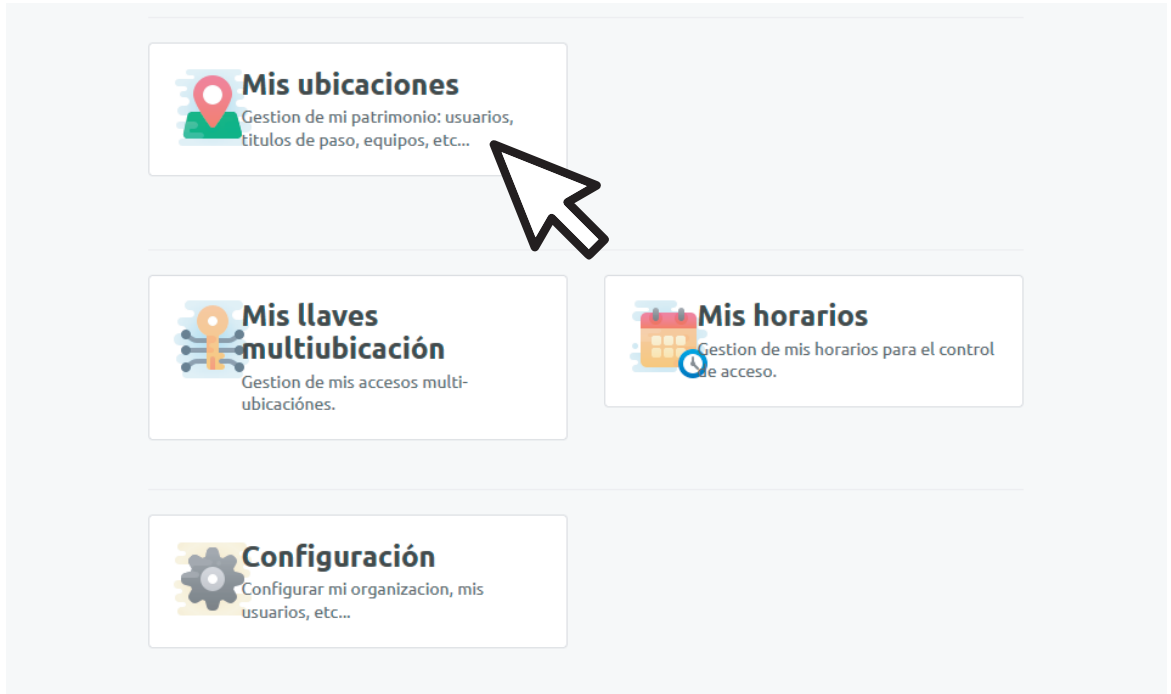 Mis ubicaciones
Gestion de mi patrimonio: usuarios,
titulos de paso, equipos, etc...
Mis llaves
multiubicación
Gestion de mis accesos multi-
ubicaciónes.
Mis horarios
Gestion de mis horarios para el control
de acceso.
Configuración
Configurar mi organizacion, mis
usuarios, etc...